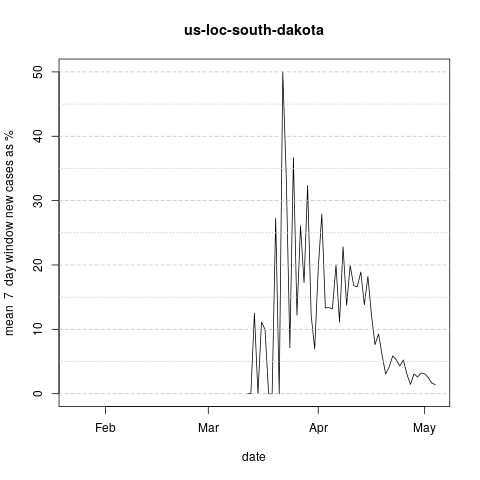 us-loc-south-dakota
mean  7  day window new cases as %
50
40
30
20
10
0
Feb
Mar
Apr
May
date